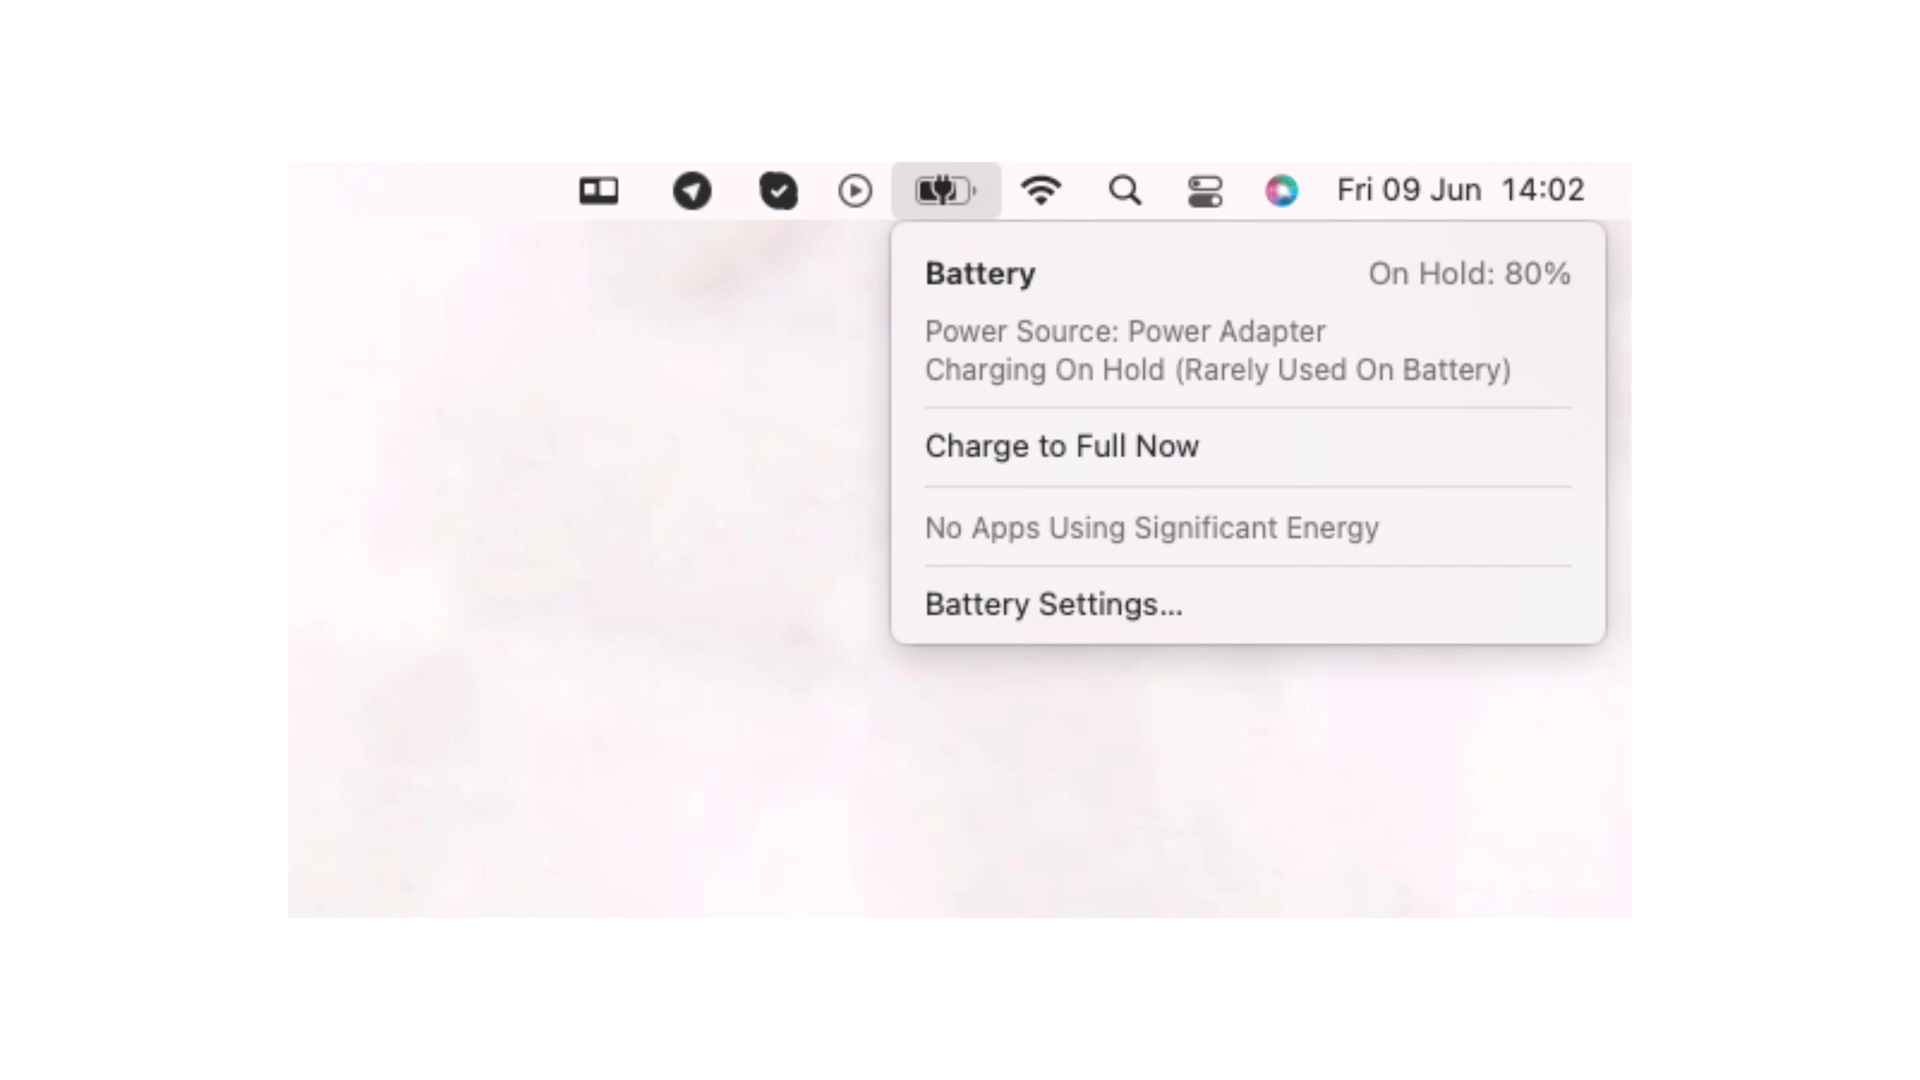 Fri 09 Jun 14:02
Battery On Hold: 80%
Power Source: Power Adapter
Charging On Hold (Rarely Used On Battery)
Charge to Full Now
No Apps Using Significant Energy
Battery Settings...